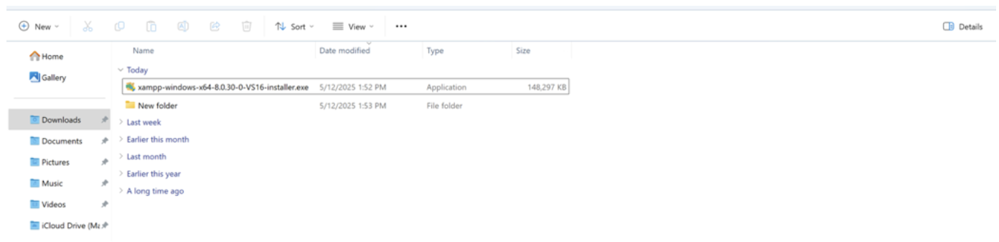 New Sort View ... Details
Home
Gallery
Downloads
Documents
Pictures
Music
Videos
iCloud Drive (Ma
Name Date modified Type Size
Today
xampp-windows-x64-8.0.30-0-VS16-installer.exe 5/12/2025 1:52 PM Application 148,297 KB
New folder 5/12/2025 1:53 PM File folder
Last week
Earlier this month
Last month
Earlier this year
A long time ago